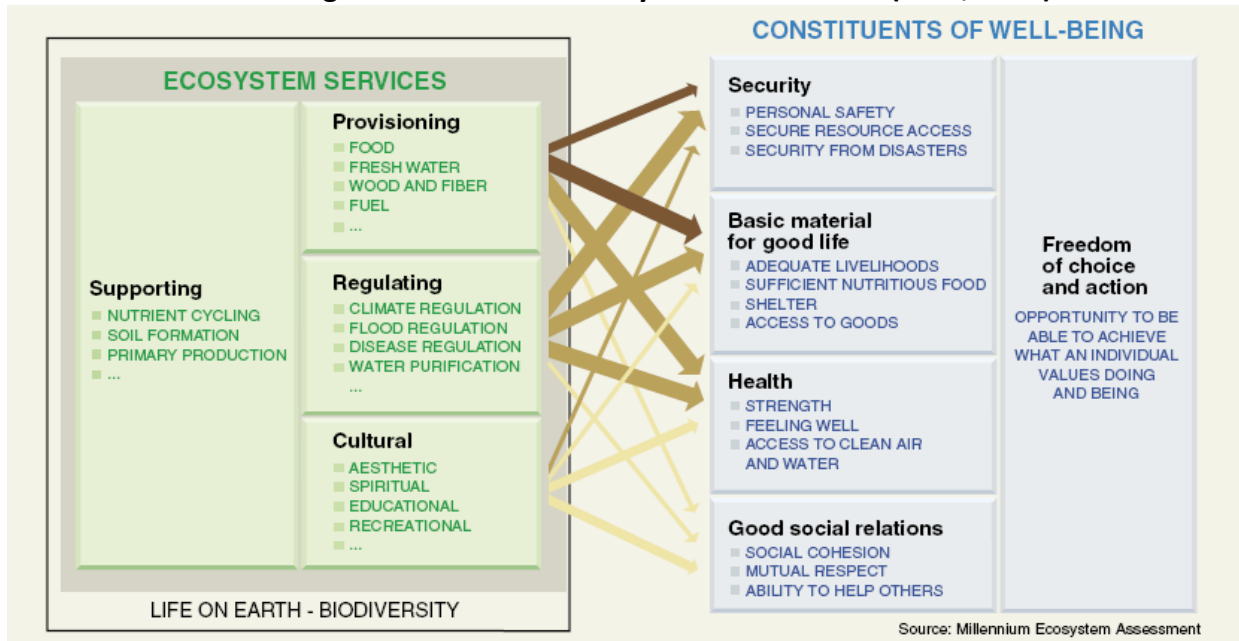 CONSTITUENTS OF WELL-BEING
ECOSYSTEM SERVICES
Supporting
NUTRIENT CYCLING
SOIL FORMATION
PRIMARY PRODUCTION
...
Provisioning
FOOD
FRESH WATER
WOOD AND FIBER
FUEL
...
Regulating
CLIMATE REGULATION
FLOOD REGULATION
DISEASE REGULATION
WATER PURIFICATION
...
Cultural
AESTHETIC
SPIRITUAL
EDUCATIONAL
RECREATIONAL
...
LIFE ON EARTH - BIODIVERSITY
Security
PERSONAL SAFETY
SECURE RESOURCE ACCESS
SECURITY FROM DISASTERS
Basic material
for good life
ADEQUATE LIVELIHOODS
SUFFICIENT NUTRITIOUS FOOD
SHELTER
ACCESS TO GOODS
Health
STRENGTH
FEELING WELL
ACCESS TO CLEAN AIR
AND WATER
Good social relations
SOCIAL COHESION
MUTUAL RESPECT
ABILITY TO HELP OTHERS
Freedom
of choice
and action
OPPORTUNITY TO BE
ABLE TO ACHIEVE
WHAT AN INDIVIDUAL
VALUES DOING
AND BEING
Source: Millennium Ecosystem Assessment